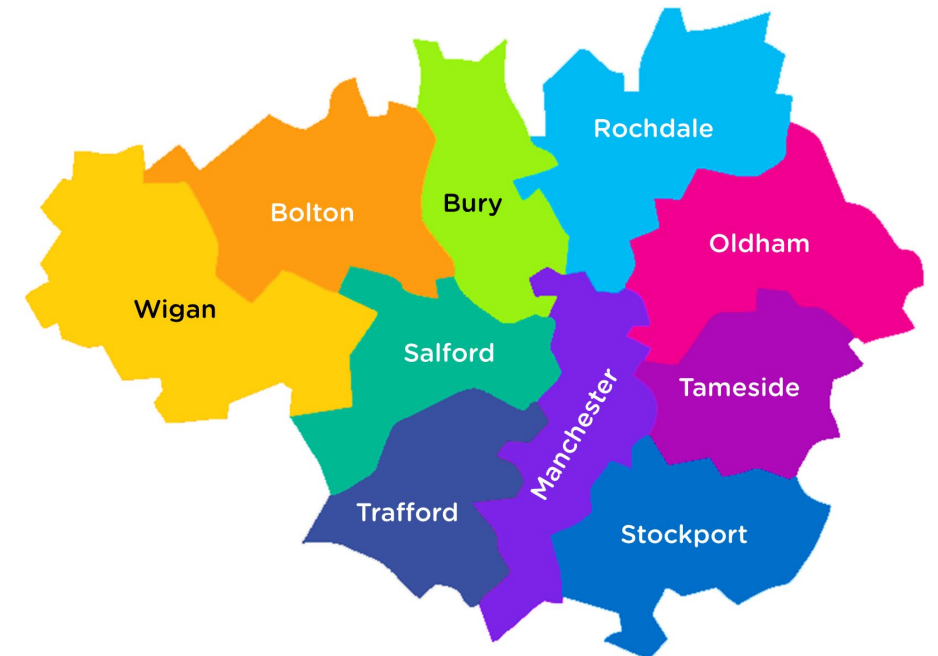 Rochdale
Bury
Bolton
Oldham
Wigan
Salford
Tameside
Manchester
Trafford
Stockport